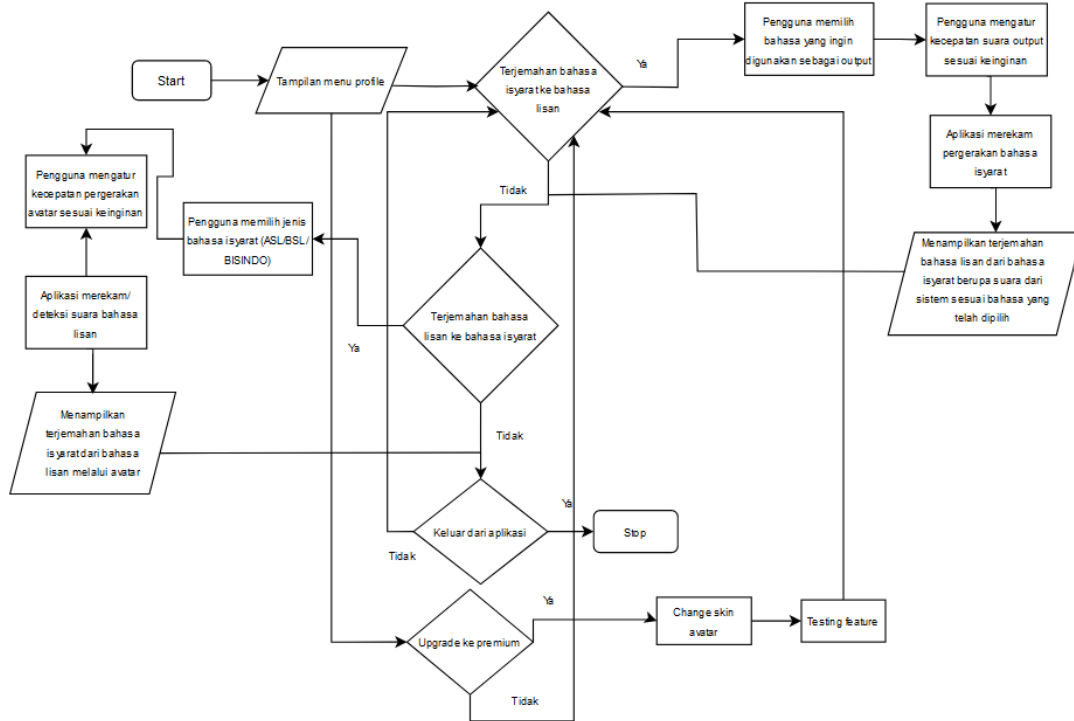 Start
Tampilan menu profile
Terjemahan bahasa
isyarat ke bahasa
lisan
Ya
Pengguna memilih
bahasa yang ingin
digunakan sebagai output
Pengguna mengatur
kecepatan suara output
sesuai keinginan
Aplikasi merekam
pergerakan bahasa
isyarat
Menampilkan terjemahan
bahasa lisan dari bahasa
isyarat berupa suara dari
sistem sesuai bahasa yang
telah dipilih
Tidak
Terjemahan bahasa
lisan ke bahasa isyarat
Ya
Pengguna memilih jenis
bahasa isyarat (ASL/BSL/
BISINDO)
Pengguna mengatur
kecepatan pergerakan
avatar sesuai keinginan
Aplikasi merekam/
deteksi suara bahasa
lisan
Menampilkan
terjemahan bahasa
isyarat dari bahasa
lisan melalui avatar
Tidak
Keluar dari aplikasi
Ya
Stop
Tidak
Upgrade ke premium
Ya
Change skin
avatar
Testing feature
Tidak